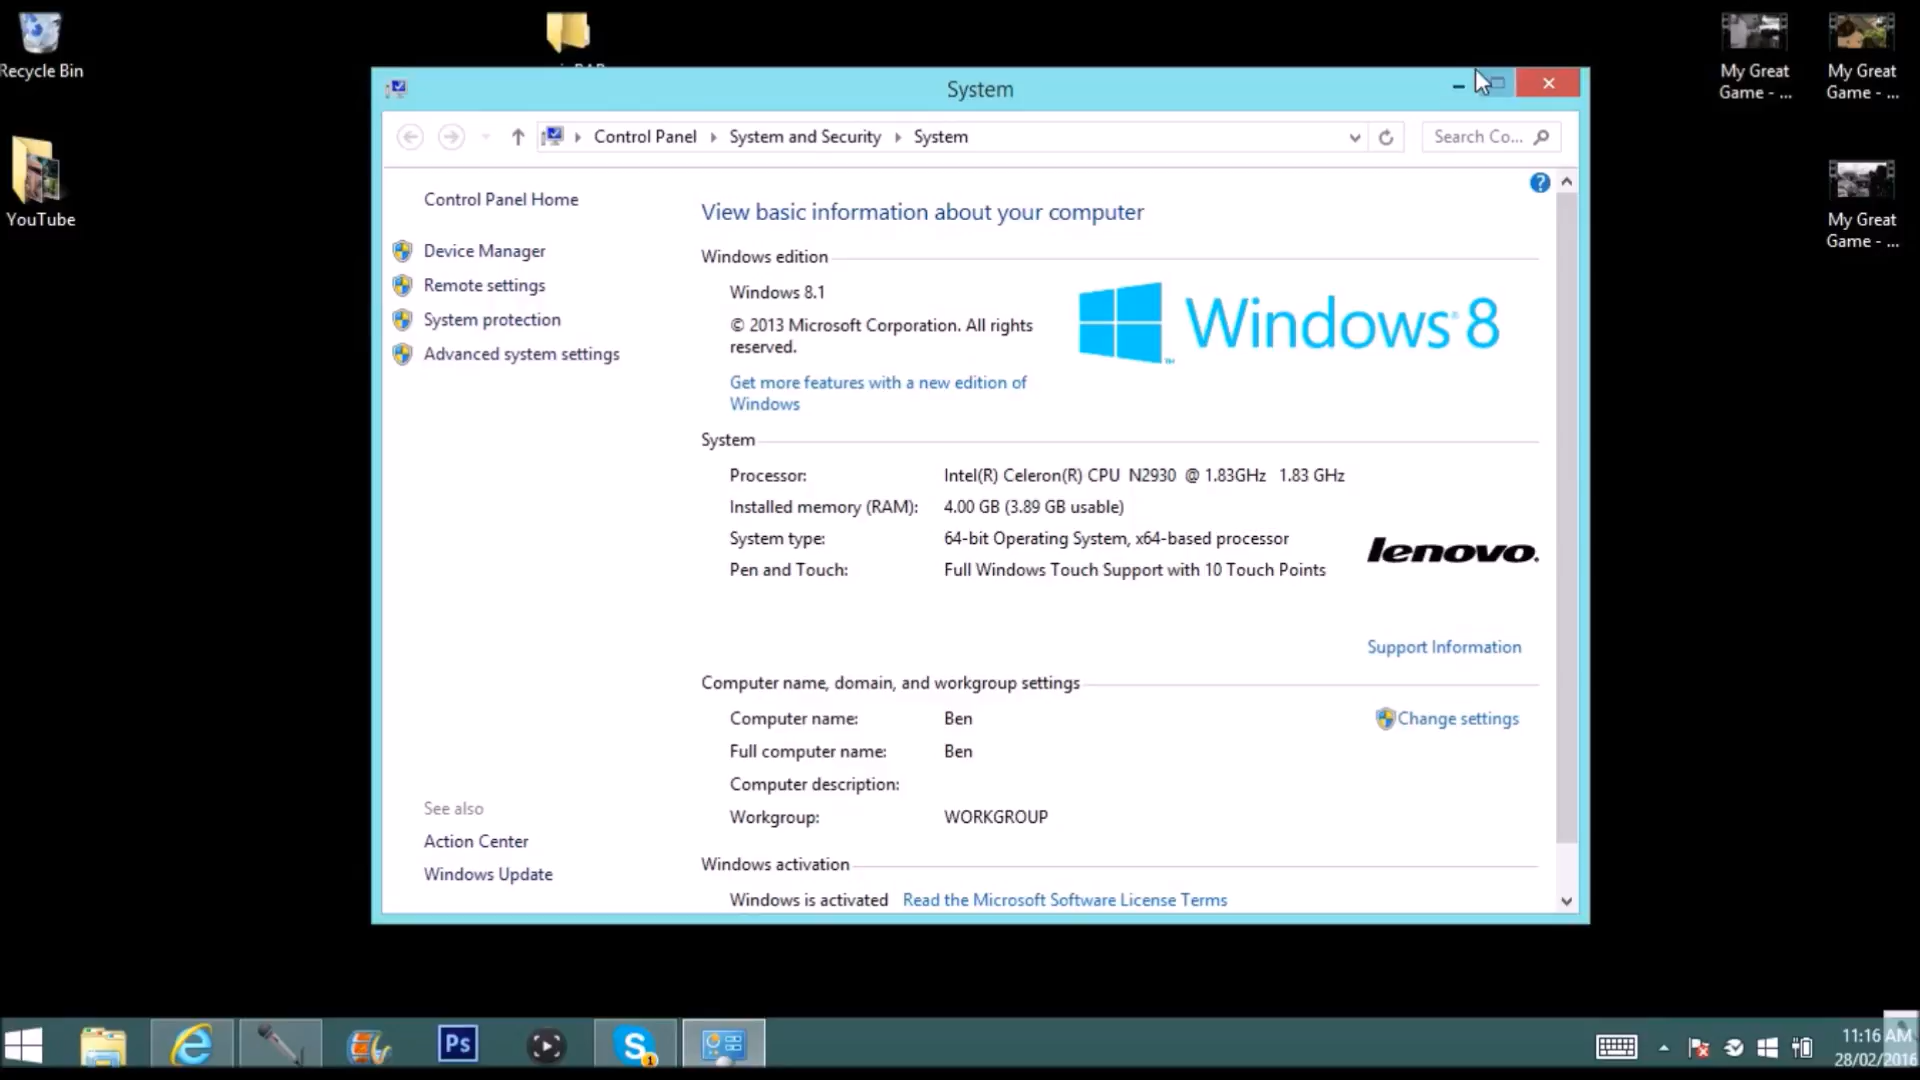 Recycle Bin
YouTube
My Great
Game - ...
My Great
Game - ...
My Great
Game - ...
System
Control Panel
System and Security
System
Search Co...
Control Panel Home
Device Manager
Remote settings
System protection
Advanced system settings
See also
Action Center
Windows Update
View basic information about your computer
Windows edition
Windows 8.1
© 2013 Microsoft Corporation. All rights
reserved.
Get more features with a new edition of
Windows
Windows 8
System
Processor: Intel(R) Celeron(R) CPU N2930 @ 1.83GHz 1.83 GHz
Installed memory (RAM): 4.00 GB (3.89 GB usable)
System type: 64-bit Operating System, x64-based processor
Pen and Touch: Full Windows Touch Support with 10 Touch Points
lenovo
Support Information
Computer name, domain, and workgroup settings
Computer name: Ben
Change settings
Full computer name: Ben
Computer description:
Workgroup: WORKGROUP
Windows activation
Windows is activated Read the Microsoft Software License Terms
Ps
S
1
11:16 AM
28/02/2016